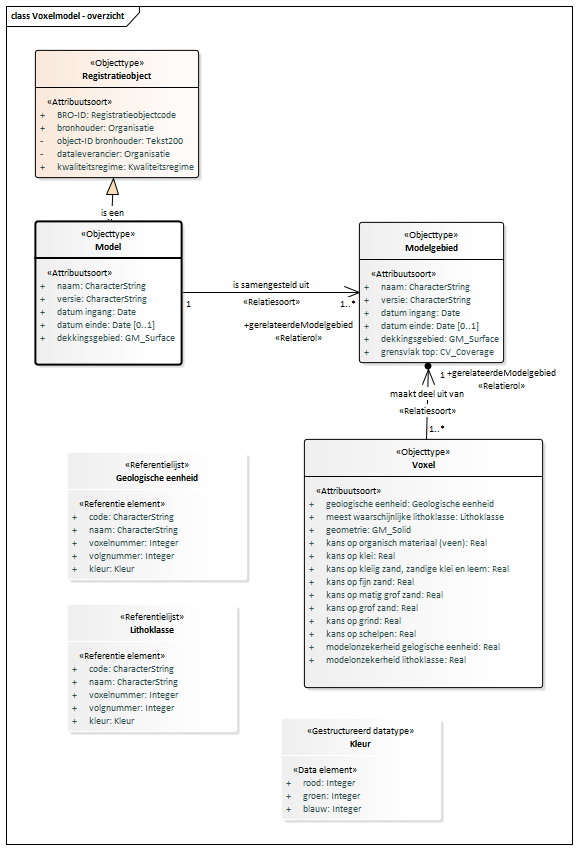 class Voxelmodel - overzicht
«Objecttype»
Registratieobject
«Attribuutsoort»
+ BRO-ID: Registratieobjectcode
+ bronhouder: Organisatie
- object-ID bronhouder: Tekst200
- dataleverancier: Organisatie
+ kwaliteitsregime: Kwaliteitsregime
is een
«Objecttype»
Model
«Attribuutsoort»
+ naam: CharacterString
+ versie: CharacterString
+ datum ingang: Date
+ datum einde: Date [0..1]
+ dekkingsgebied: GM_Surface
is samengesteld uit
1
«Relatiesoort»
1..*
+gerelateerdeModelgebied
«Relatierol»
«Objecttype»
Modelgebied
«Attribuutsoort»
+ naam: CharacterString
+ versie: CharacterString
+ datum ingang: Date
+ datum einde: Date [0..1]
+ dekkingsgebied: GM_Surface
+ grensvlak top: CV_Coverage
1 +gerelateerdeModelgebied
«Relatierol»
maakt deel uit van
«Relatiesoort»
1..*
«Objecttype»
Voxel
«Attribuutsoort»
+ geologische eenheid: Geologische eenheid
+ meest waarschijnlijke lithoklasse: Lithoklasse
+ geometrie: GM_Solid
+ kans op organisch materiaal (veen): Real
+ kans op klei: Real
+ kans op kleiig zand, zandige klei en leem: Real
+ kans op fijn zand: Real
+ kans op matig grof zand: Real
+ kans op grof zand: Real
+ kans op grind: Real
+ kans op schelpen: Real
+ modelonzekerheid gelogische eenheid: Real
+ modelonzekerheid lithoklasse: Real
«Referentielijst»
Geologische eenheid
«Referentie element»
+ code: CharacterString
+ naam: CharacterString
+ voxelnummer: Integer
+ volgnummer: Integer
+ kleur: Kleur
«Referentielijst»
Lithoklasse
«Referentie element»
+ code: CharacterString
+ naam: CharacterString
+ voxelnummer: Integer
+ volgnummer: Integer
+ kleur: Kleur
«Gestructureerd datatype»
Kleur
«Data element»
+ rood: Integer
+ groen: Integer
+ blauw: Integer